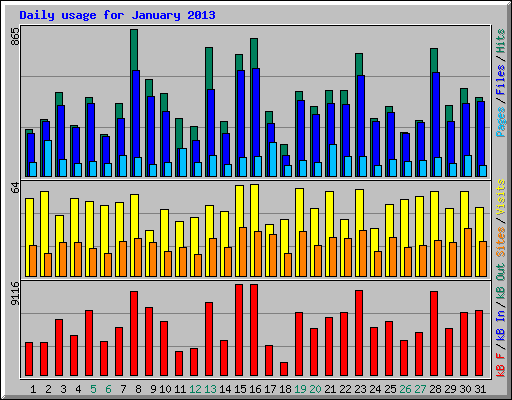 Daily usage for January 2013
865
Pages / Files / Hits
64
Sites / Visits
9116
kB F / kB In / kB Out
1 2 3 4 5 6 7 8 9 10 11 12 13 14 15 16 17 18 19 20 21 22 23 24 25 26 27 28 29 30 31